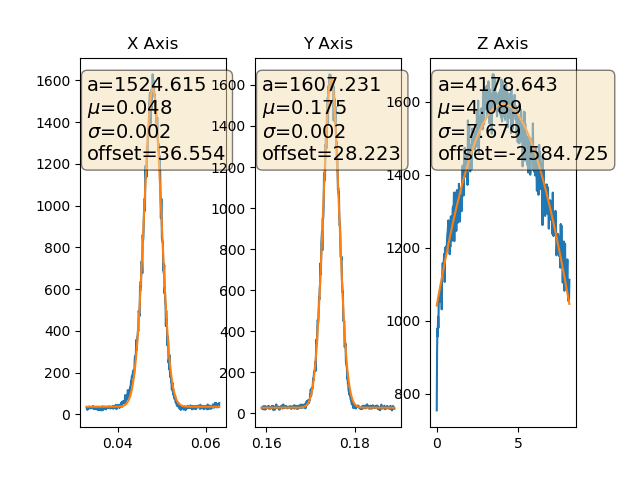 X Axis
Y Axis
Z Axis
a=1524.615
μ=0.048
σ=0.002
offset=36.554
a=1607.231
μ=0.175
σ=0.002
offset=28.223
a=4178.643
μ=4.089
σ=7.679
offset=-2584.725
1600
1400
1200
1000
800
600
400
200
0
0.04
0.06
1600
1400
1200
1000
800
600
400
200
0
0.16
0.18
1600
1400
1200
1000
800
0
5